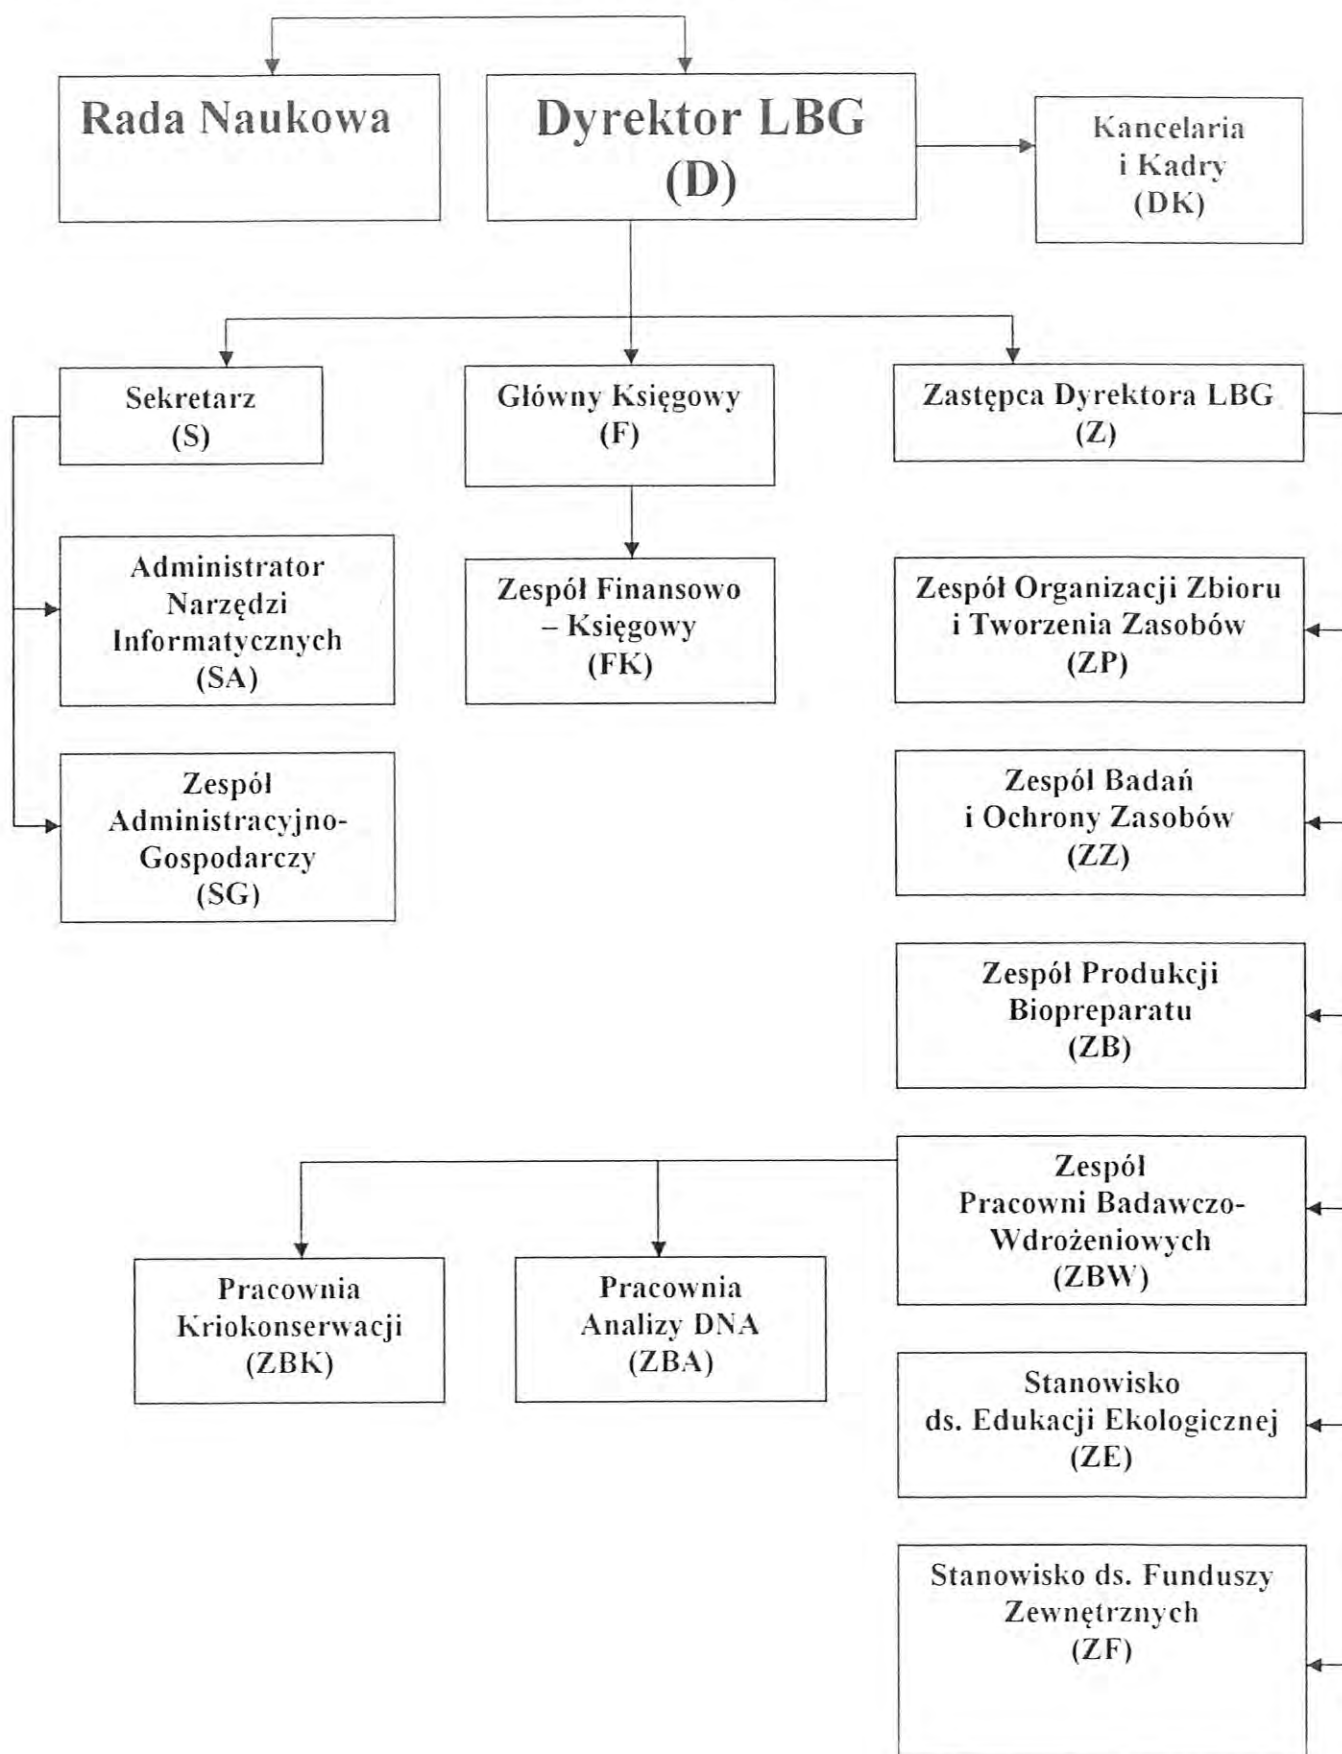 Rada Naukowa
Dyrektor LBG
(D)
Kancelaria
i Kadry
(DK)
Sekretarz
(S)
Główny Księgowy
(F)
Zastępca Dyrektora LBG
(Z)
Administrator
Narzędzi
Informatycznych
(SA)
Zespół Finansowo
– Księgowy
(FK)
Zespół Organizacji Zbioru
i Tworzenia Zasobów
(ZP)
Zespół
Administracyjno-
Gospodarczy
(SG)
Zespół Badań
i Ochrony Zasobów
(ZZ)
Zespół Produkcji
Biopreparatu
(ZB)
Zespół
Pracowni Badawczo-
Wdrożeniowych
(ZBW)
Pracownia
Kriokonserwacji
(ZBK)
Pracownia
Analizy DNA
(ZBA)
Stanowisko
ds. Edukacji Ekologicznej
(ZE)
Stanowisko ds. Funduszy
Zewnętrznych
(ZF)